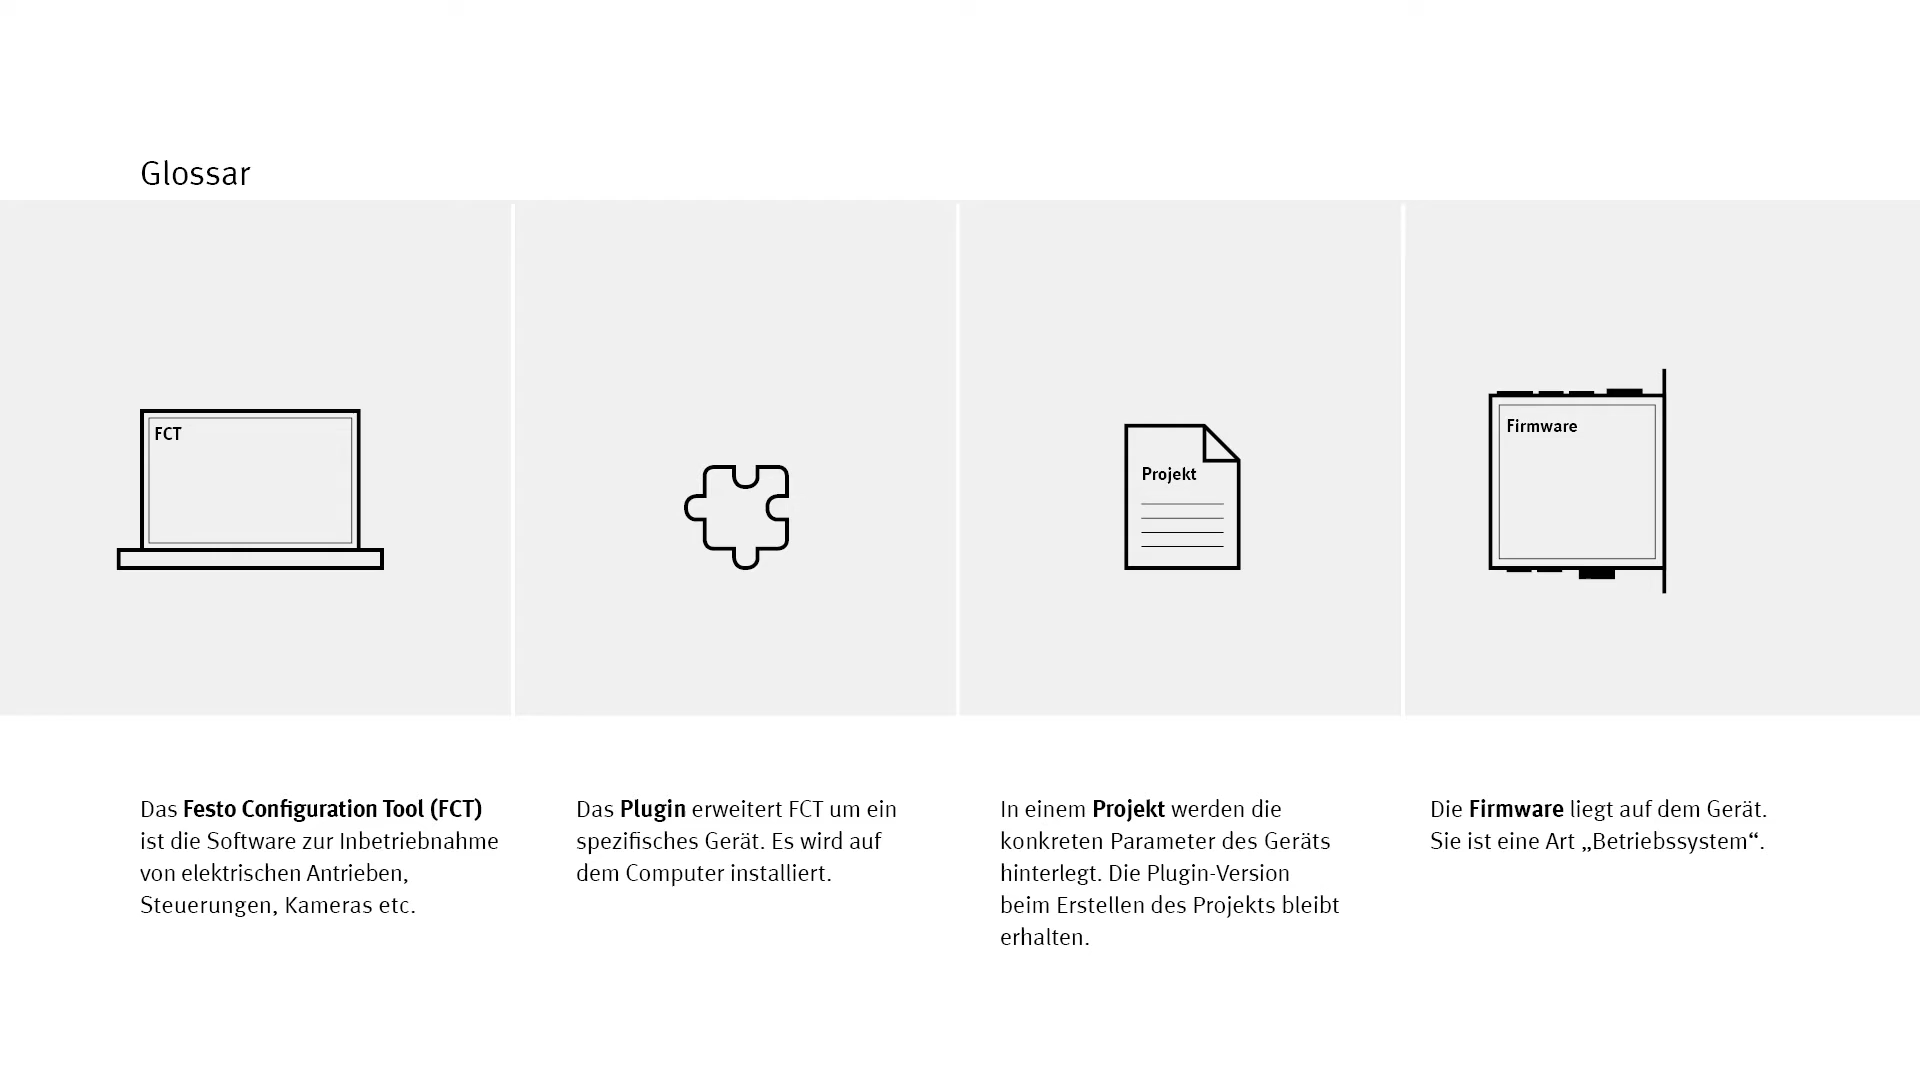 Glossar
FCT
Projekt
Firmware
Das Festo Configuration Tool (FCT)
ist die Software zur Inbetriebnahme
von elektrischen Antrieben,
Steuerungen, Kameras etc.
Das Plugin erweitert FCT um ein
spezifisches Gerät. Es wird auf
dem Computer installiert.
In einem Projekt werden die
konkreten Parameter des Geräts
hinterlegt. Die Plugin-Version
beim Erstellen des Projekts bleibt
erhalten.
Die Firmware liegt auf dem Gerät.
Sie ist eine Art „Betriebssystem“.